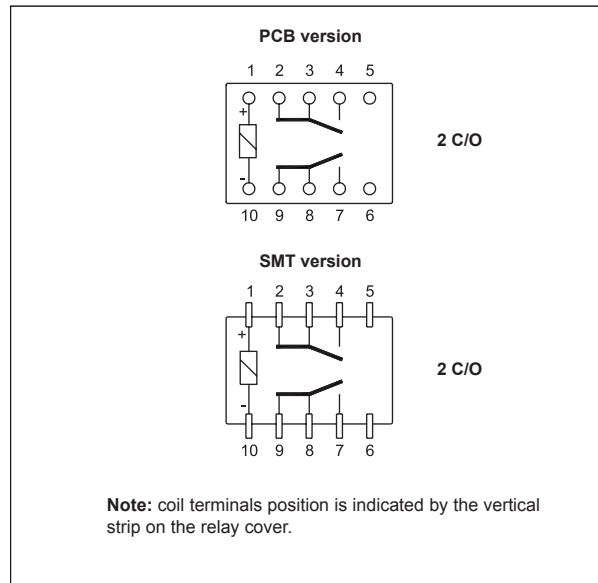 PCB version
1 2 3 4 5
+
2 C/O
-
10 9 8 7 6
SMT version
1 2 3 4 5
+
2 C/O
-
10 9 8 7 6
Note: coil terminals position is indicated by the vertical
strip on the relay cover.